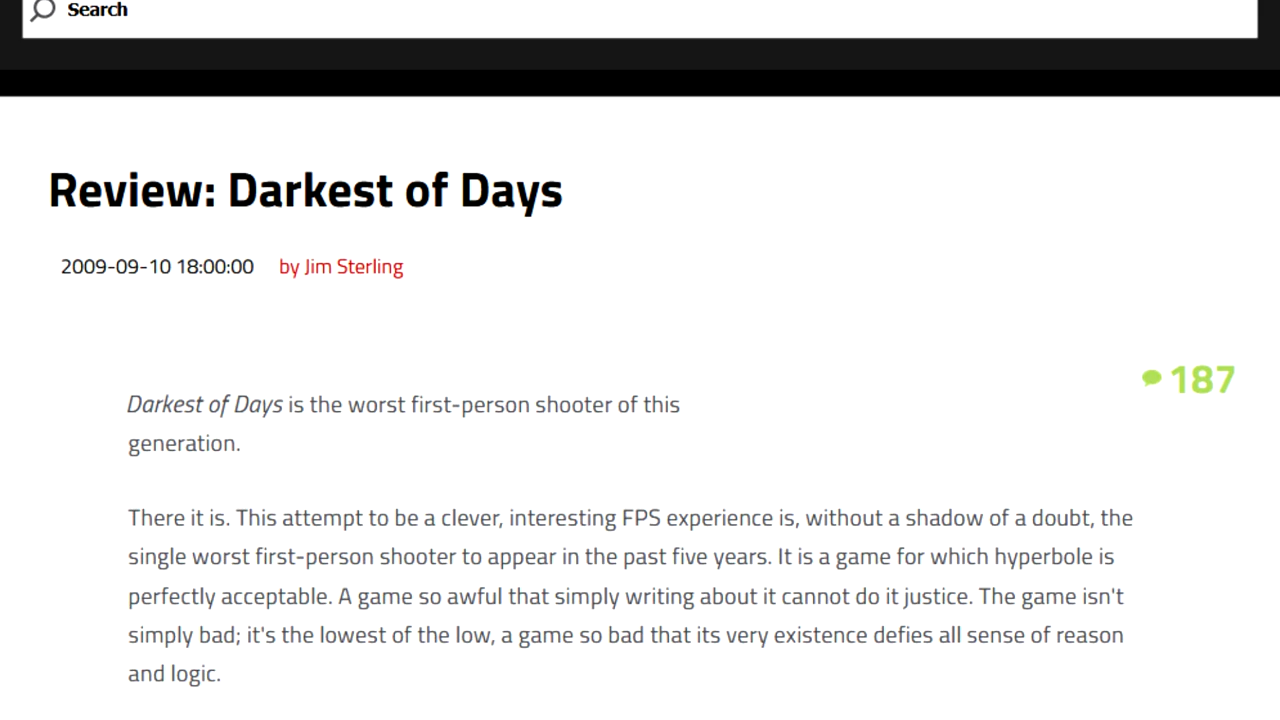 Search
Review: Darkest of Days
2009-09-10 18:00:00 by Jim Sterling
187
Darkest of Days is the worst first-person shooter of this
generation.
There it is. This attempt to be a clever, interesting FPS experience is, without a shadow of a doubt, the
single worst first-person shooter to appear in the past five years. It is a game for which hyperbole is
perfectly acceptable. A game so awful that simply writing about it cannot do it justice. The game isn't
simply bad; it's the lowest of the low, a game so bad that its very existence defies all sense of reason
and logic.